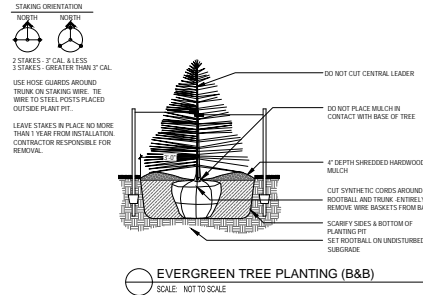 STAKING ORIENTATION
NORTH NORTH
2 STAKES - 3" CAL. & LESS
3 STAKES - GREATER THAN 3" CAL.
USE HOSE GUARDS AROUND
TRUNK ON STAKING WIRE. TIE
WIRE TO STEEL POSTS PLACED
OUTSIDE PLANT PIT.
LEAVE STAKES IN PLACE NO MORE
THAN 1 YEAR FROM INSTALLATION.
CONTRACTOR RESPONSIBLE FOR
REMOVAL.
DO NOT CUT CENTRAL LEADER
DO NOT PLACE MULCH IN
CONTACT WITH BASE OF TREE
3'-0"
4" DEPTH SHREDDED HARDWOOD
MULCH
CUT SYNTHETIC CORDS AROUND
ROOTBALL AND TRUNK -ENTIRELY
REMOVE WIRE BASKETS FROM BA
SCARIFY SIDES & BOTTOM OF
PLANTING PIT
SET ROOTBALL ON UNDISTURBED
SUBGRADE
EVERGREEN TREE PLANTING (B&B)
SCALE: NOT TO SCALE